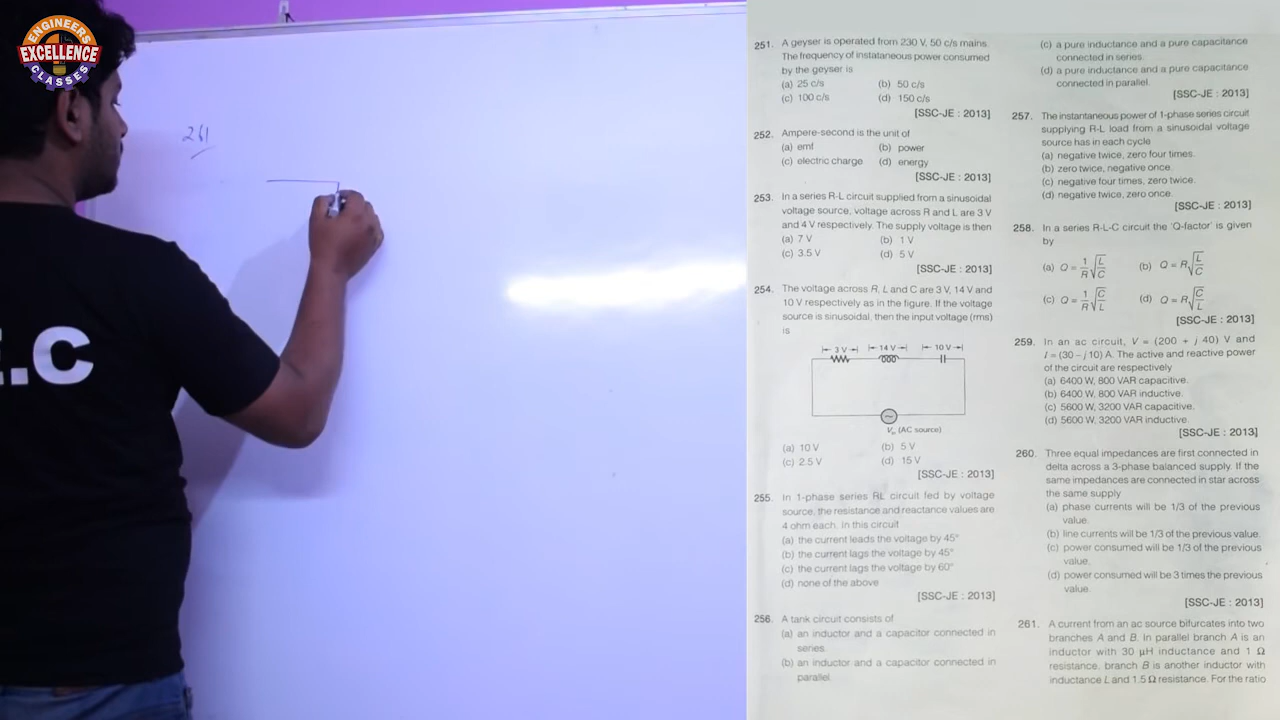 ENGINEERS
EXCELLENCE
CLASSES
261
E.C
251. A geyser is operated from 230 V, 50 c/s mains.
The frequency of instataneous power consumed
by the geyser is
(a) 25 c/s (b) 50 c/s
(c) 100 c/s (d) 150 c/s
[SSC-JE : 2013]
252. Ampere-second is the unit of
(a) emf (b) power
(c) electric charge (d) energy
[SSC-JE : 2013]
253. In a series R-L circuit supplied from a sinusoidal
voltage source, voltage across R and L are 3 V
and 4 V respectively. The supply voltage is then
(a) 7 V (b) 1 V
(c) 3.5 V (d) 5 V
[SSC-JE : 2013]
254. The voltage across R, L and C are 3 V, 14 V and
10 V respectively as in the figure. If the voltage
source is sinusoidal, then the input voltage (rms)
is
3 V 14 V 10 V
V (AC source)
(a) 10 V (b) 5 V
(c) 2.5 V (d) 15 V
[SSC-JE : 2013]
255. In 1-phase series RL circuit fed by voltage
source, the resistance and reactance values are
4 ohm each. In this circuit
(a) the current leads the voltage by 45°
(b) the current lags the voltage by 45°
(c) the current lags the voltage by 60°
(d) none of the above
[SSC-JE : 2013]
256. A tank circuit consists of
(a) an inductor and a capacitor connected in
series.
(b) an inductor and a capacitor connected in
parallel.
(c) a pure inductance and a pure capacitance
connected in series.
(d) a pure inductance and a pure capacitance
connected in parallel.
[SSC-JE : 2013]
257. The instantaneous power of 1-phase series circuit
supplying R-L load from a sinusoidal voltage
source has in each cycle
(a) negative twice, zero four times.
(b) zero twice, negative once.
(c) negative four times, zero twice.
(d) negative twice, zero once.
[SSC-JE : 2013]
258. In a series R-L-C circuit the 'Q-factor' is given
by
(a) Q = 1/R √(L/C) (b) Q = R√(L/C)
(c) Q = 1/R √(C/L) (d) Q = R√(C/L)
[SSC-JE : 2013]
259. In an ac circuit, V = (200 + j 40) V and
I = (30 – j 10) A. The active and reactive power
of the circuit are respectively
(a) 6400 W, 800 VAR capacitive.
(b) 6400 W, 800 VAR inductive.
(c) 5600 W, 3200 VAR capacitive.
(d) 5600 W, 3200 VAR inductive
[SSC-JE : 2013]
260. Three equal impedances are first connected in
delta across a 3-phase balanced supply. If the
same impedances are connected in star across
the same supply
(a) phase currents will be 1/3 of the previous
value.
(b) line currents will be 1/3 of the previous value.
(c) power consumed will be 1/3 of the previous
value.
(d) power consumed will be 3 times the previous
value.
[SSC-JE : 2013]
261. A current from an ac source bifurcates into two
branches A and B. In parallel branch A is an
inductor with 30 μH inductance and 1 Ω
resistance, branch B is another inductor with
inductance L and 1.5 Ω resistance. For the ratio